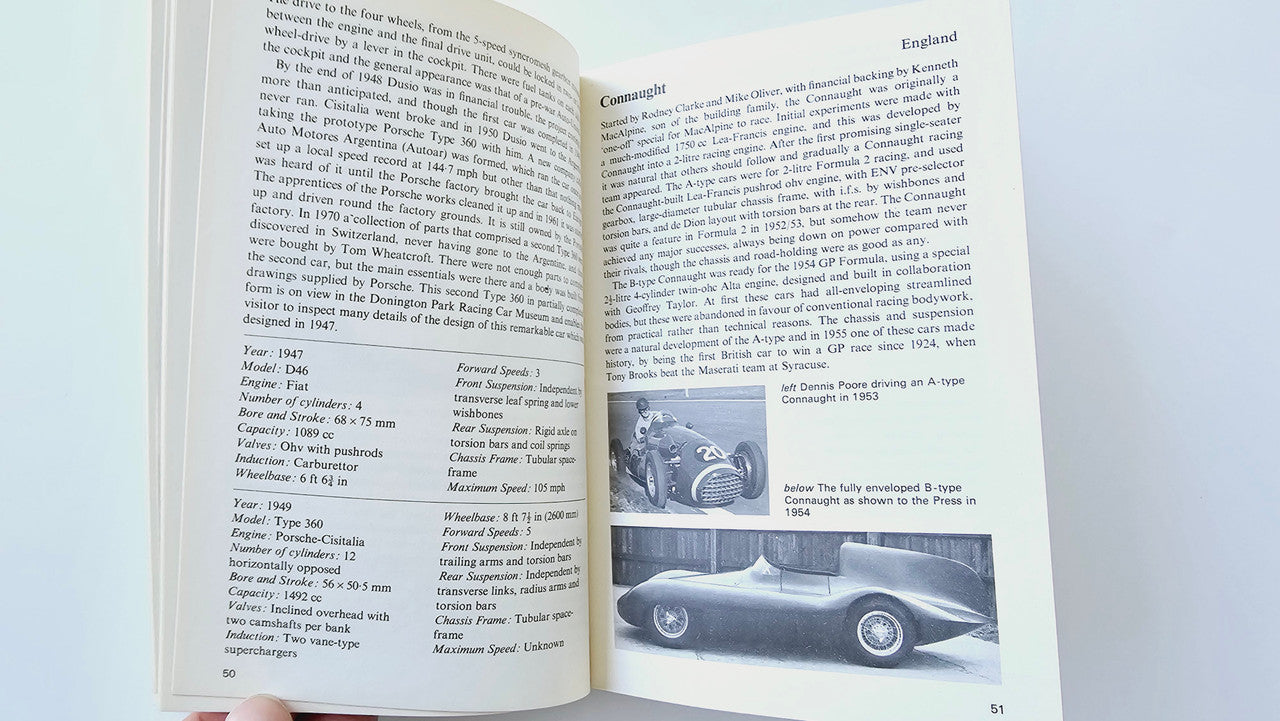 The drive to the four wheels, from the 5-speed syncromesh gearbox
between the engine and the final drive unit, could be locked in
wheel-drive by a lever in the cockpit. There were fuel tanks on
the cockpit and the general appearance was that of a pre-war Auto
By the end of 1948 Dusio was in financial trouble, the project
more than anticipated, and though the first car was completed
never ran. Cisitalia went broke and in 1950 Dusio went to the
taking the prototype Porsche Type 360 with him. A new company
Auto Motores Argentina (Autoar) was formed, which ran the car
set up a local speed record at 144·7 mph but other than that nothing
was heard of it until the Porsche factory brought the car back to
The apprentices of the Porsche works cleaned it up and in 1961 it was
up and driven round the factory grounds. It is still owned by the
factory. In 1970 a collection of parts that comprised a second Type
discovered in Switzerland, never having gone to the Argentine, and
were bought by Tom Wheatcroft. There were not enough parts to
the second car, but the main essentials were there and a body was built
drawings supplied by Porsche. This second Type 360 in partially
form is on view in the Donington Park Racing Car Museum and enables
visitor to inspect many details of the design of this remarkable car which
designed in 1947.
Year: 1947
Model: D46
Engine: Fiat
Number of cylinders: 4
Bore and Stroke: 68 × 75 mm
Capacity: 1089 cc
Valves: Ohv with pushrods
Induction: Carburettor
Wheelbase: 6 ft 6¾ in
Forward Speeds: 3
Front Suspension: Independent by
transverse leaf spring and lower
wishbones
Rear Suspension: Rigid axle on
torsion bars and coil springs
Chassis Frame: Tubular space-
frame
Maximum Speed: 105 mph
Year: 1949
Model: Type 360
Engine: Porsche-Cisitalia
Number of cylinders: 12
horizontally opposed
Bore and Stroke: 56 × 50·5 mm
Capacity: 1492 cc
Valves: Inclined overhead with
two camshafts per bank
Induction: Two vane-type
superchargers
Wheelbase: 8 ft 7½ in (2600 mm)
Forward Speeds: 5
Front Suspension: Independent by
trailing arms and torsion bars
Rear Suspension: Independent by
transverse links, radius arms and
torsion bars
Chassis Frame: Tubular space-
frame
Maximum Speed: Unknown
50
England
Connaught
Started by Rodney Clarke and Mike Oliver, with financial backing by Kenneth
MacAlpine, son of the building family, the Connaught was originally a
'one-off' special for MacAlpine to race. Initial experiments were made with
a much-modified 1750 cc Lea-Francis engine, and this was developed by
Connaught into a 2-litre racing engine. After the first promising single-seater
it was natural that others should follow and gradually a Connaught racing
team appeared. The A-type cars were for 2-litre Formula 2 racing, and used
the Connaught-built Lea-Francis pushrod ohv engine, with ENV pre-selector
gearbox, large-diameter tubular chassis frame, with i.f.s. by wishbones and
torsion bars, and de Dion layout with torsion bars at the rear. The Connaught
was quite a feature in Formula 2 in 1952/53, but somehow the team never
achieved any major successes, always being down on power compared with
their rivals, though the chassis and road-holding were as good as any.
The B-type Connaught was ready for the 1954 GP Formula, using a special
2½-litre 4-cylinder twin-ohc Alta engine, designed and built in collaboration
with Geoffrey Taylor. At first these cars had all-enveloping streamlined
bodies, but these were abandoned in favour of conventional racing bodywork,
from practical rather than technical reasons. The chassis and suspension
were a natural development of the A-type and in 1955 one of these cars made
history, by being the first British car to win a GP race since 1924, when
Tony Brooks beat the Maserati team at Syracuse.
left Dennis Poore driving an A-type
Connaught in 1953
20
below The fully enveloped B-type
Connaught as shown to the Press in
1954
51